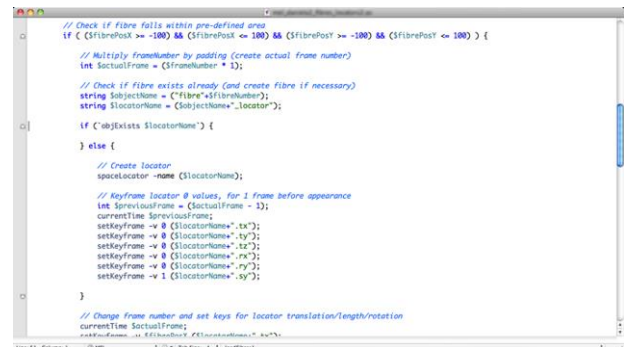 // Check if fibre falls within pre-defined area
if ( ($fibrePosX >= -100) && ($fibrePosX <= 100) && ($fibrePosY >= -100) && ($fibrePosY <= 100) ) {
// Multiply frameNumber by padding (create actual frame number)
int $actualFrame = ($frameNumber * 1);
// Check if fibre exists already (and create fibre if necessary)
string $objectName = ("fibre"+$fibreNumber);
string $locatorName = ($objectName+"_locator");
if (`objExists $locatorName`) {
} else {
// Create locator
spaceLocator -name ($locatorName);
// Keyframe locator 0 values, for 1 frame before appearance
int $previousFrame = ($actualFrame - 1);
currentTime $previousFrame;
setKeyframe -v 0 ($locatorName+".tx");
setKeyframe -v 0 ($locatorName+".ty");
setKeyframe -v 0 ($locatorName+".tz");
setKeyframe -v 0 ($locatorName+".rx");
setKeyframe -v 0 ($locatorName+".ry");
setKeyframe -v 1 ($locatorName+".sy");
}
// Change frame number and set keys for locator translation/length/rotation
currentTime $actualFrame;
setKeyframe -v $fibrePosX ($locatorName+".tx");